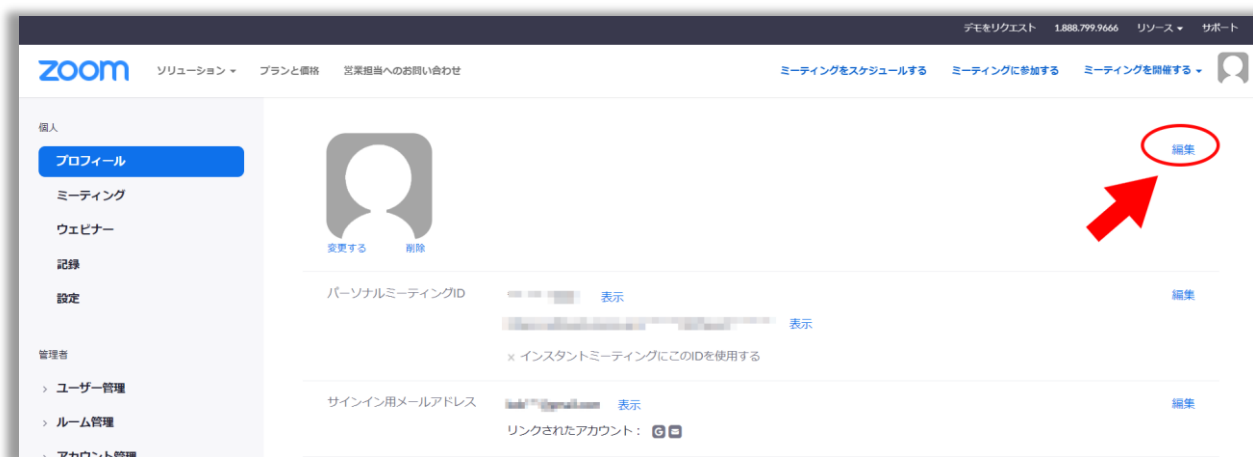 デモをリクエスト 1.888.799.9666 リソース サポート
zoom ソリューション プランと価格 営業担当へのお問い合わせ ミーティングをスケジュールする ミーティングに参加する ミーティングを開催する
個人
プロフィール
ミーティング
ウェビナー
記録
設定
管理者
ユーザー管理
ルーム管理
アカウント管理
編集
変更する 削除
パーソナルミーティングID 表示 編集
表示
× インスタントミーティングにこのIDを使用する
サインイン用メールアドレス 表示 編集
リンクされたアカウント： G